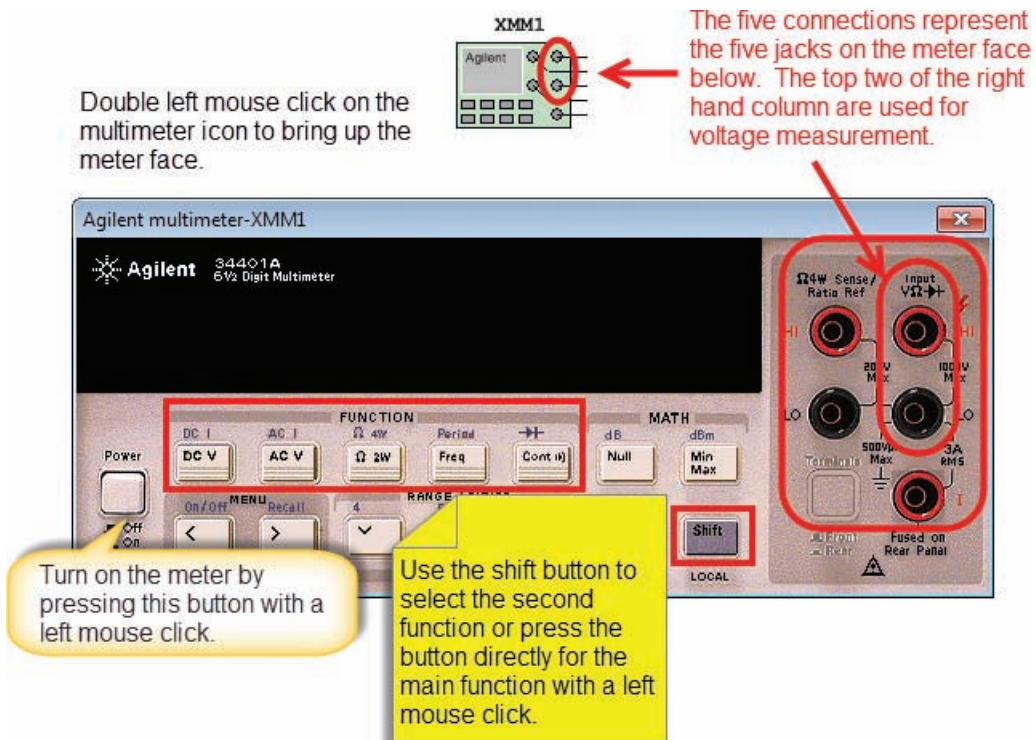 XMM1
Agilent
The five connections represent
the five jacks on the meter face
below. The top two of the right
hand column are used for
voltage measurement.
Double left mouse click on the
multimeter icon to bring up the
meter face.
Agilent multimeter-XMM1
Agilent 34401A
6½ Digit Multimeter
Ω4W Sense/
Ratio Ref
Input
VΩ
HI
HI
200V
Max
1000V
Max
LO
LO
500Vpk
Max
3A
RMS
Terminals
I
Front
Rear
Fused on
Rear Panal
FUNCTION
MATH
DC I AC I Ω 4W Period
dB dBm
Power
DC V AC V Ω 2W Freq Cont
Null Min
Max
MENU
On/Off Recall
4
< >
Off
On
Shift
LOCAL
Turn on the meter by
pressing this button with a
left mouse click.
Use the shift button to
select the second
function or press the
button directly for the
main function with a left
mouse click.